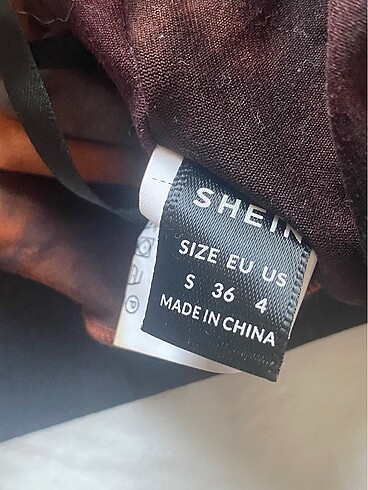 SHEIN
SIZE EU US
S 36 4
MADE IN CHINA
P